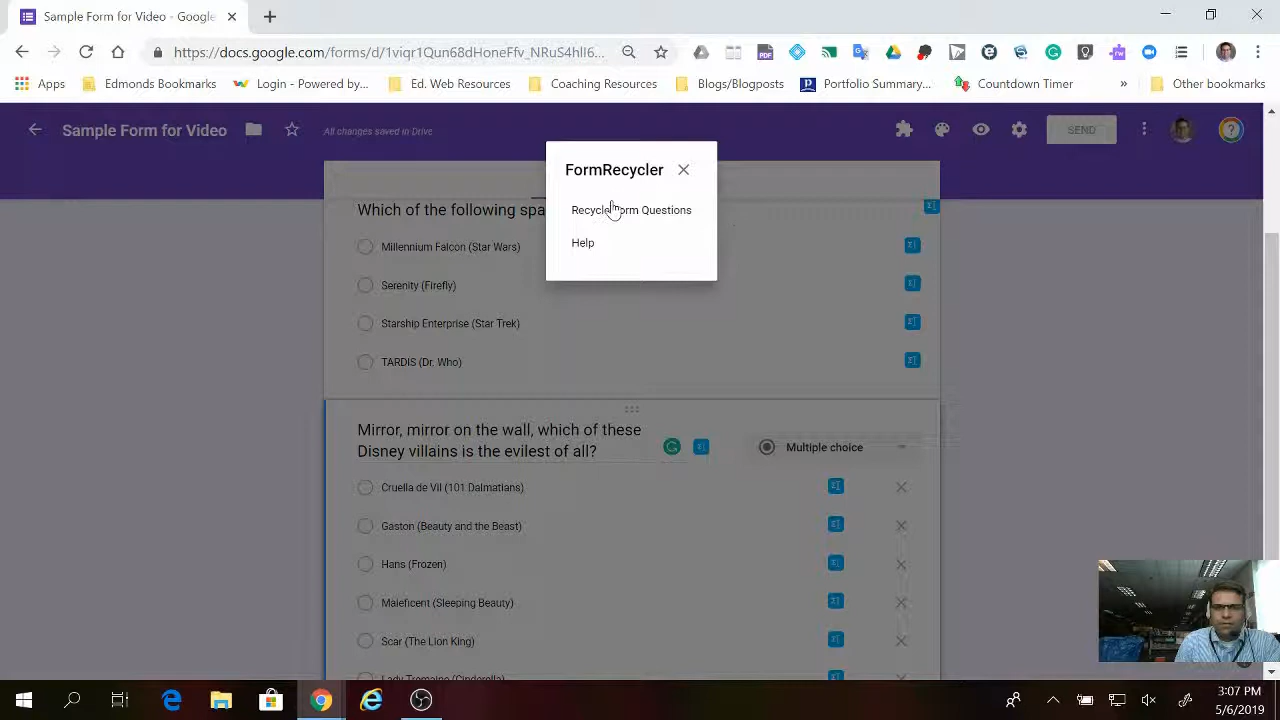 Sample Form for Video - Google
https://docs.google.com/forms/d/1viqr1Qun68dHoneFfv_NRuS4hlI6...
Apps
Edmonds Bookmarks
Login - Powered by...
Ed. Web Resources
Coaching Resources
Blogs/Blogposts
Portfolio Summary...
Countdown Timer
»
Other bookmarks
Sample Form for Video
All changes saved in Drive
SEND
FormRecycler
Recycle Form Questions
Help
Which of the following spa
Millennium Falcon (Star Wars)
Serenity (Firefly)
Starship Enterprise (Star Trek)
TARDIS (Dr. Who)
Mirror, mirror on the wall, which of these
Disney villains is the evilest of all?
Multiple choice
Cruella de Vil (101 Dalmatians)
Gaston (Beauty and the Beast)
Hans (Frozen)
Maleficent (Sleeping Beauty)
Scar (The Lion King)
Lady Tremaine (Cinderella)
3:07 PM
5/6/2019